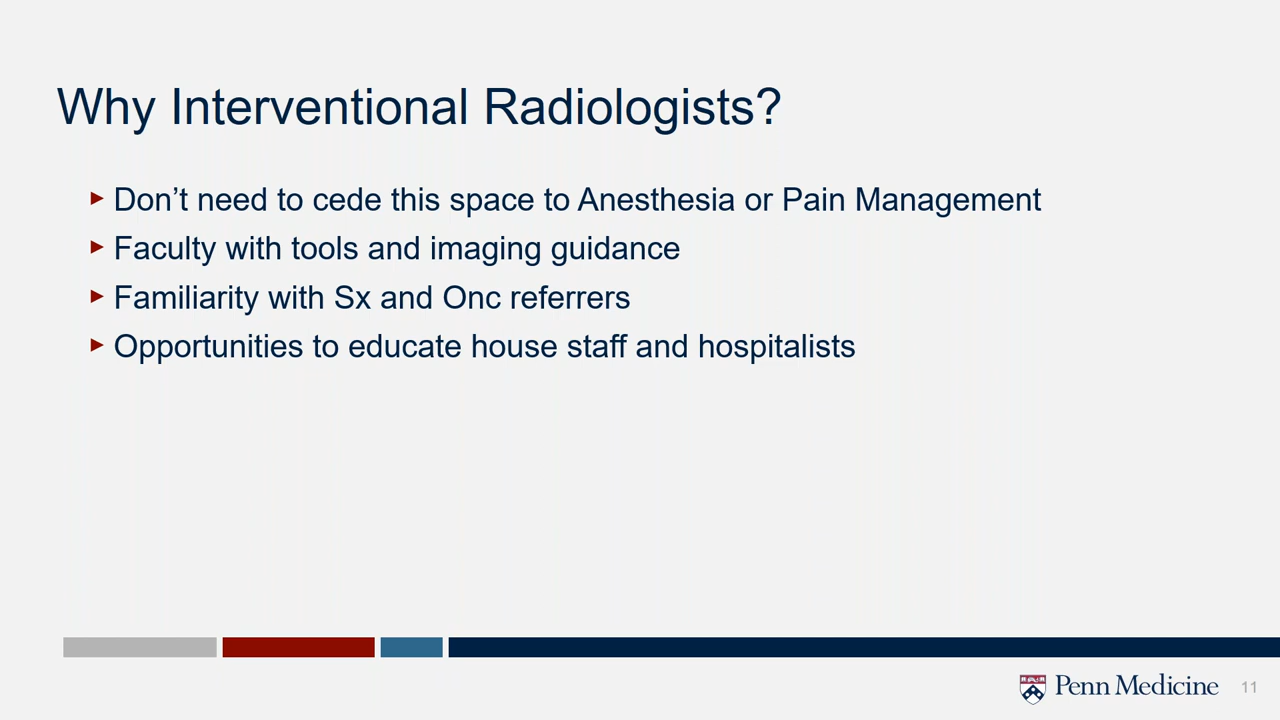 Why Interventional Radiologists?
Don’t need to cede this space to Anesthesia or Pain Management
Faculty with tools and imaging guidance
Familiarity with Sx and Onc referrers
Opportunities to educate house staff and hospitalists
Penn Medicine
11